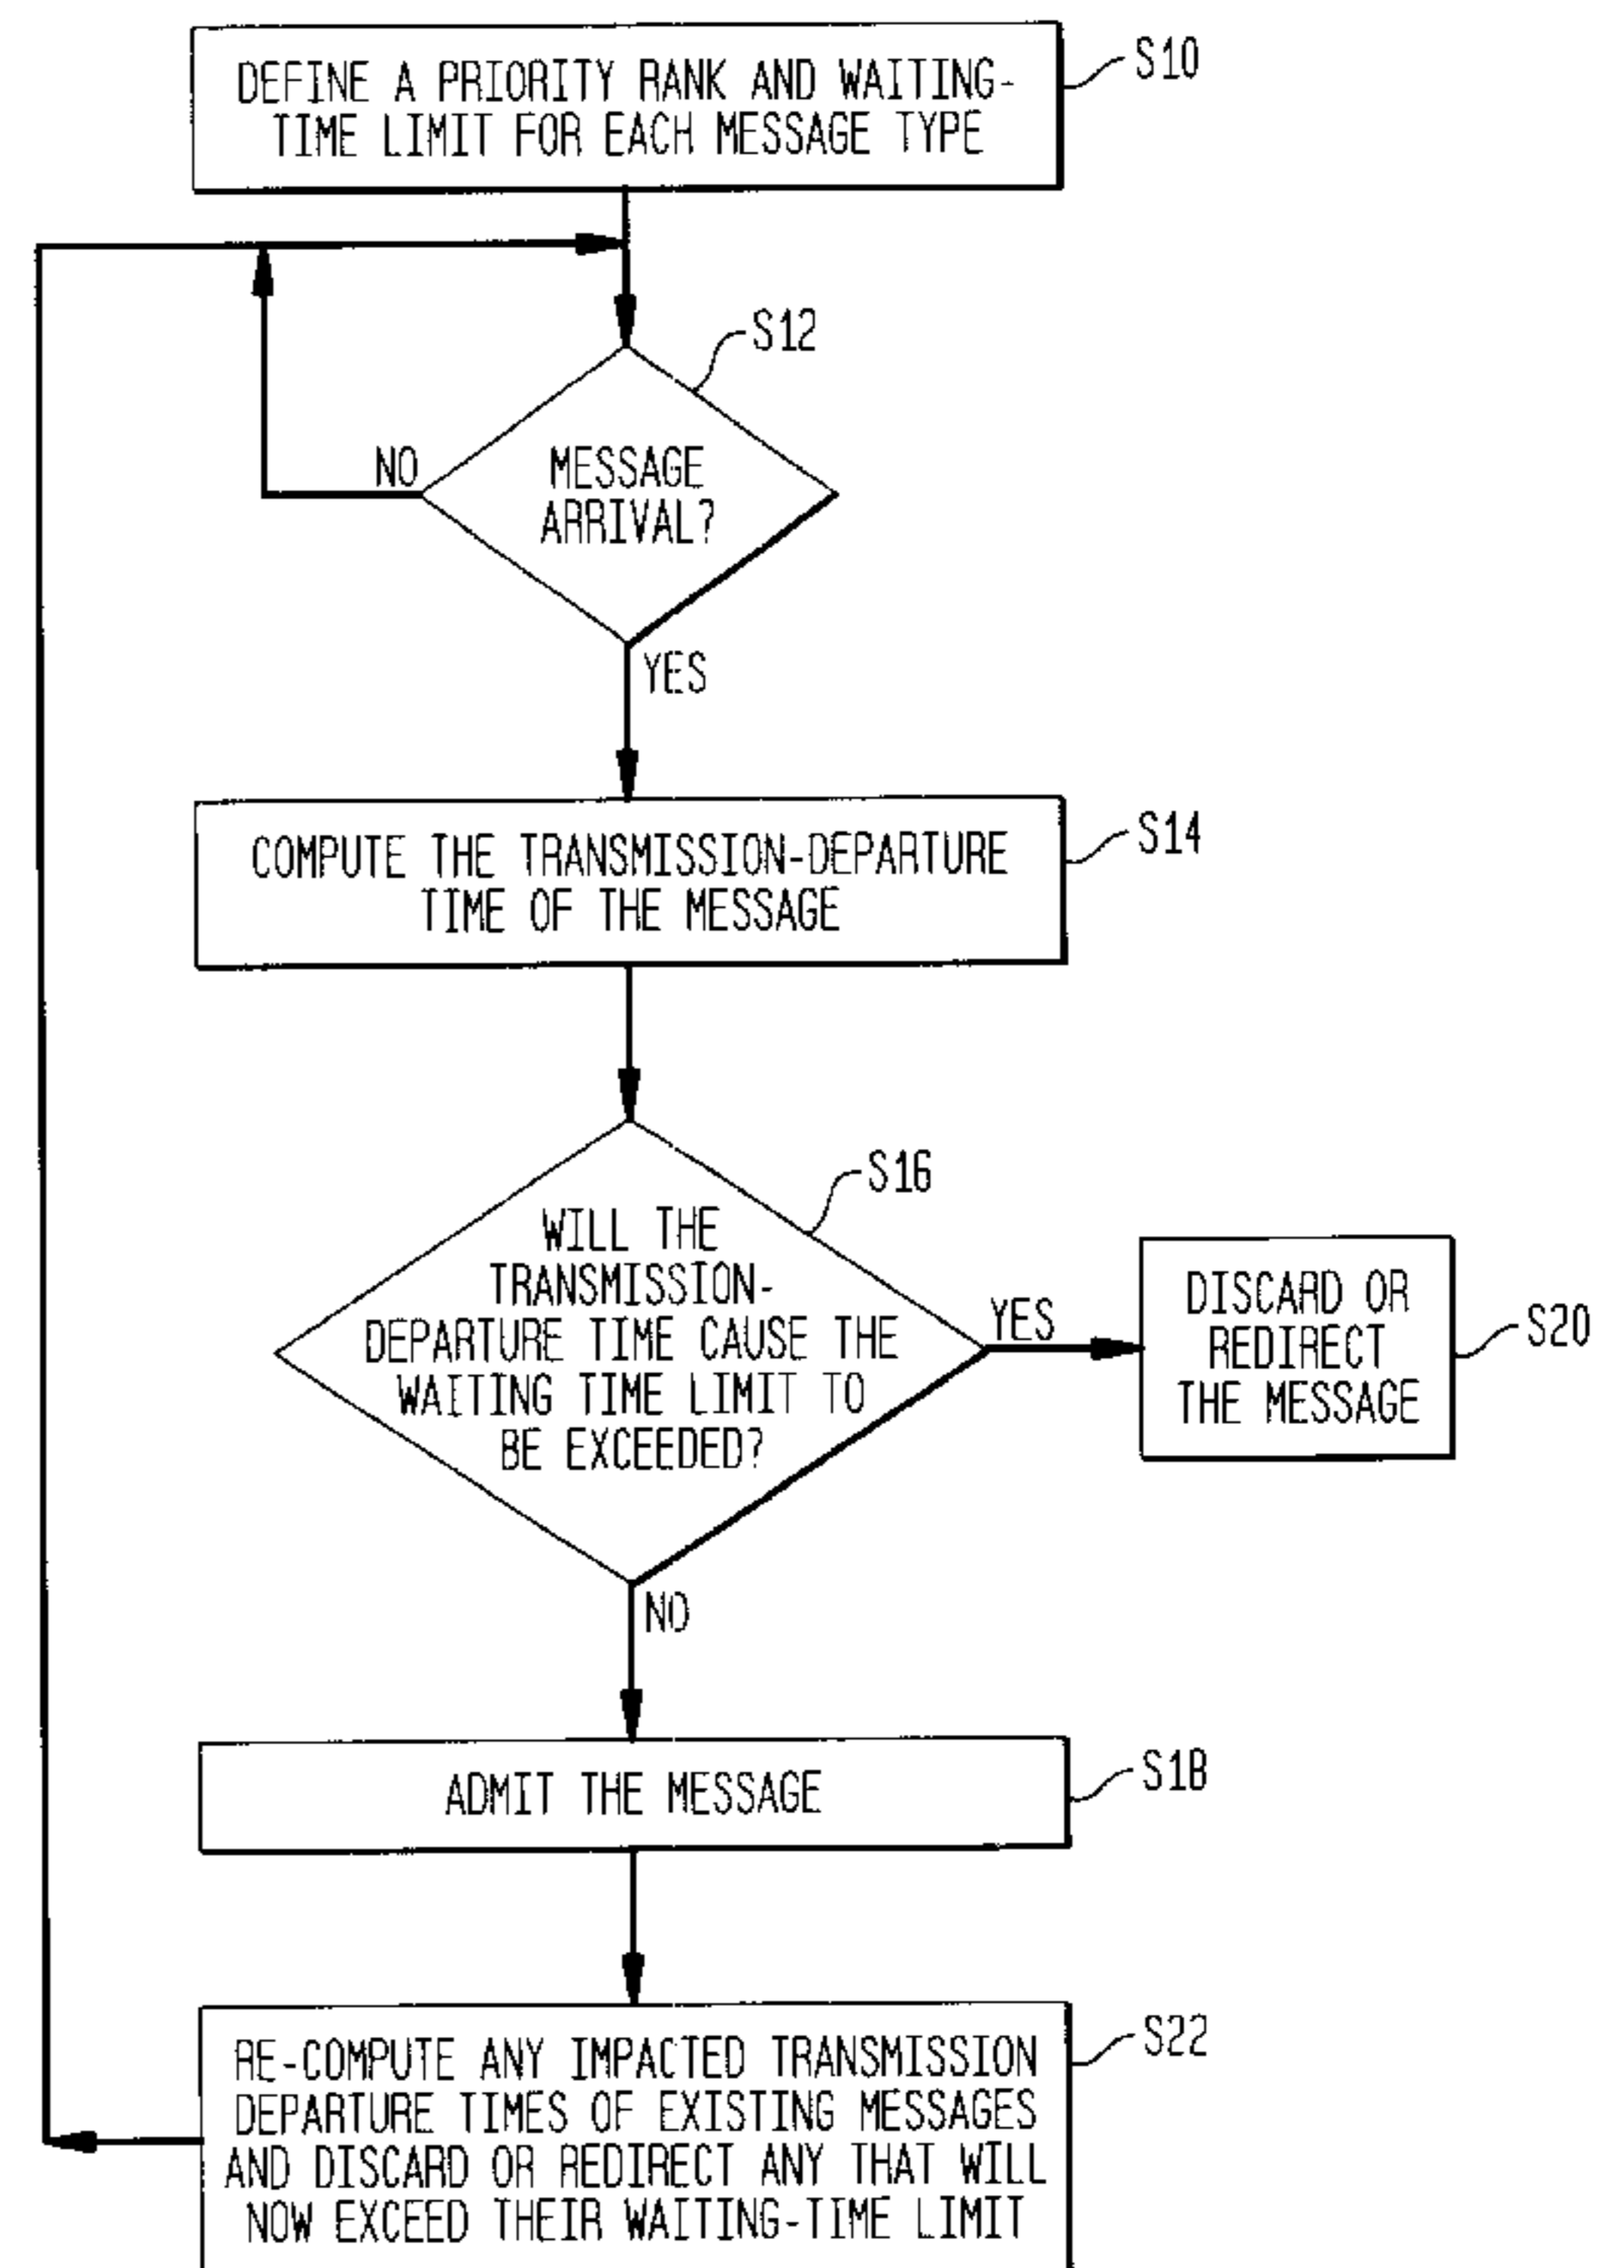 DEFINE A PRIORITY RANK AND WAITING-
TIME LIMIT FOR EACH MESSAGE TYPE
S10
S12
NO
MESSAGE
ARRIVAL?
YES
COMPUTE THE TRANSMISSION-DEPARTURE
TIME OF THE MESSAGE
S14
S16
WILL THE
TRANSMISSION-
DEPARTURE TIME CAUSE THE
WAITING TIME LIMIT TO
BE EXCEEDED?
YES
DISCARD OR
REDIRECT
THE MESSAGE
S20
NO
ADMIT THE MESSAGE
S18
RE-COMPUTE ANY IMPACTED TRANSMISSION
DEPARTURE TIMES OF EXISTING MESSAGES
AND DISCARD OR REDIRECT ANY THAT WILL
NOW EXCEED THEIR WAITING-TIME LIMIT
S22